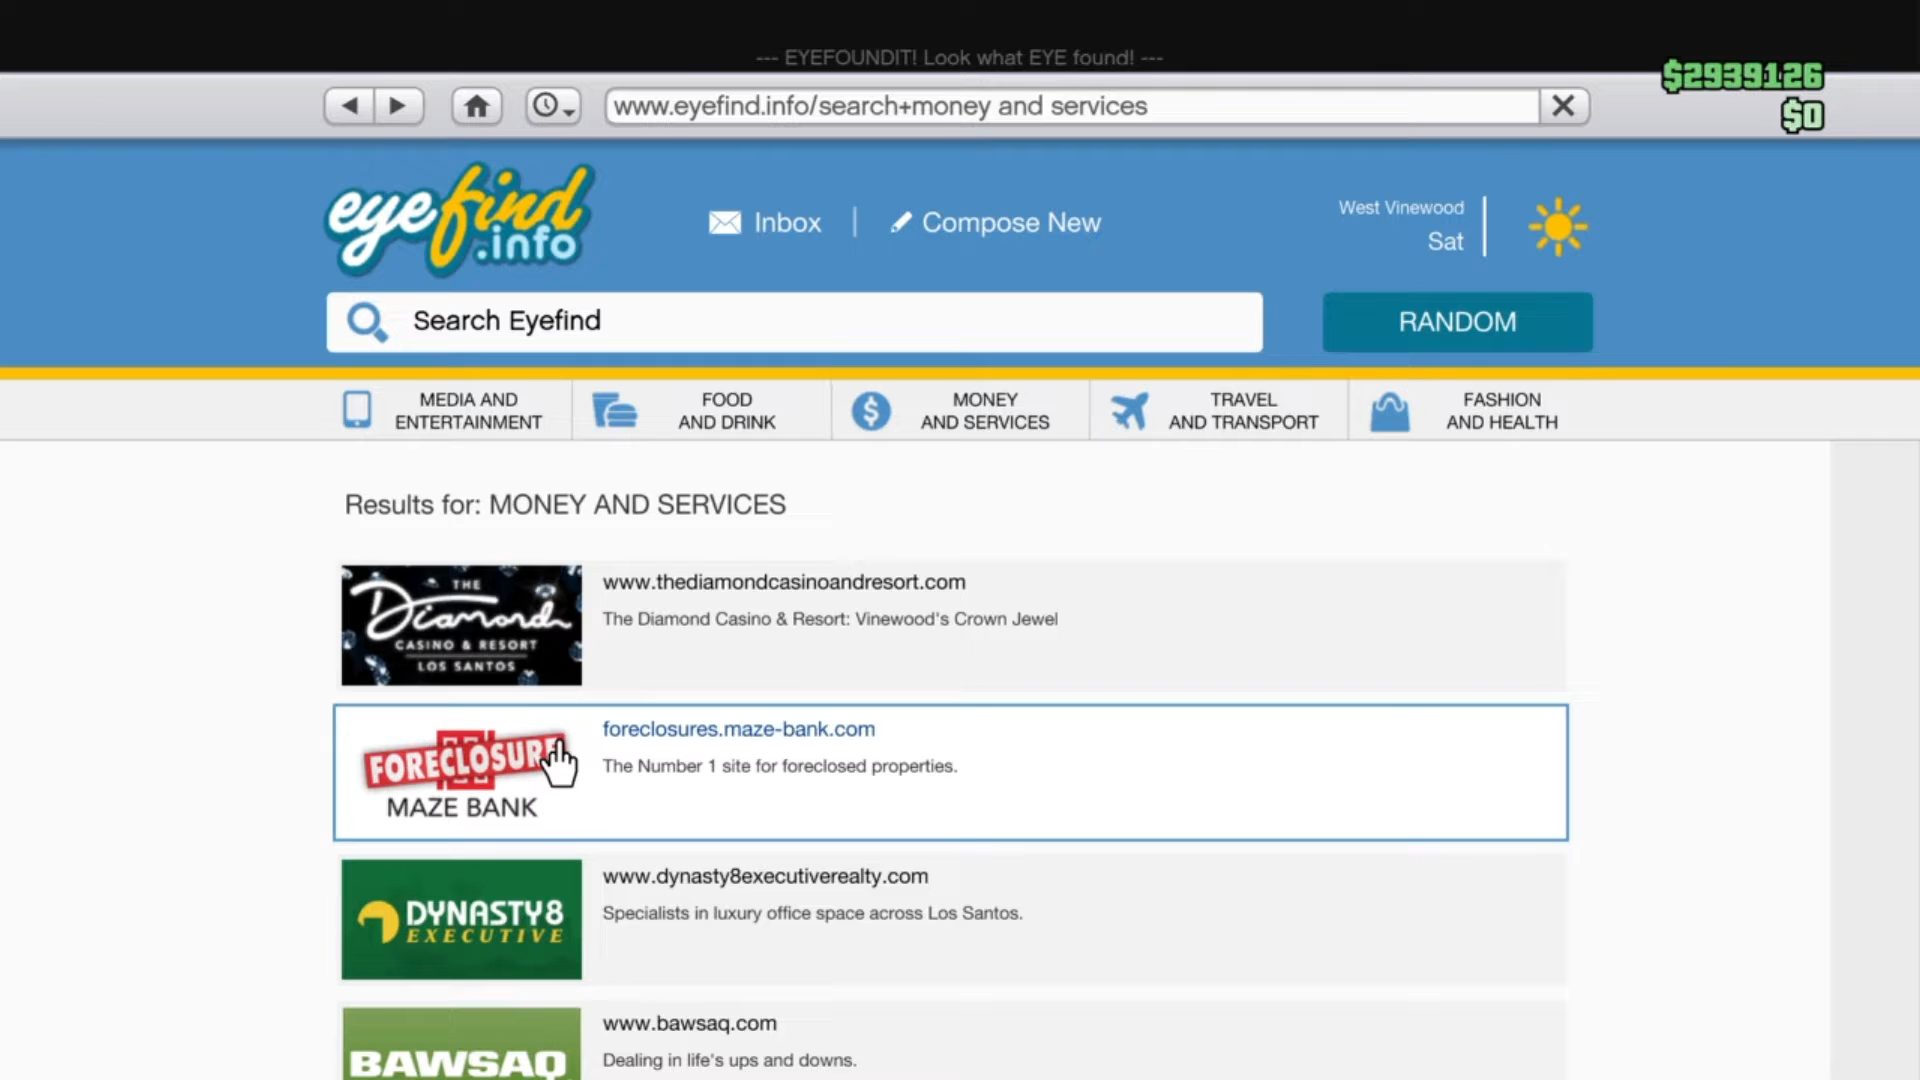 --- EYEFOUNDIT! Look what EYE found! ---
$2939126
www.eyefind.info/search+money and services
$0
eyefind.info
Inbox
Compose New
West Vinewood
Sat
Search Eyefind
RANDOM
MEDIA AND
ENTERTAINMENT
FOOD
AND DRINK
MONEY
AND SERVICES
TRAVEL
AND TRANSPORT
FASHION
AND HEALTH
Results for: MONEY AND SERVICES
THE
Diamond
CASINO & RESORT
LOS SANTOS
www.thediamondcasinoandresort.com
The Diamond Casino & Resort: Vinewood's Crown Jewel
FORECLOSURE
MAZE BANK
foreclosures.maze-bank.com
The Number 1 site for foreclosed properties.
DYNASTY8
EXECUTIVE
www.dynasty8executiverealty.com
Specialists in luxury office space across Los Santos.
BAWSAQ
www.bawsaq.com
Dealing in life's ups and downs.